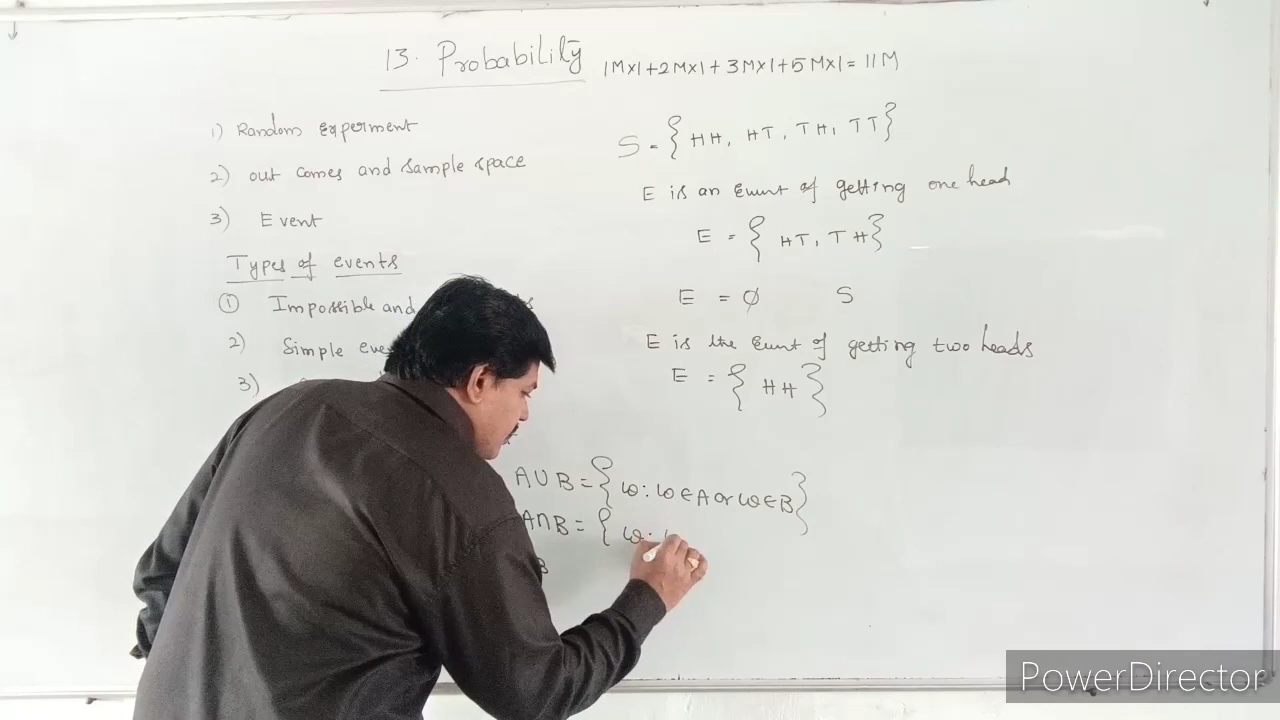 13. Probability 1M×1+2M×1+3M×1+5M×1=11M
1) Random experment
2) out comes and sample space
3) Event
Types of events
① Impossible and
2) Simple eve
3)
S = { HH, HT, TH, TT }
E is an Event of getting one head
E = { HT, TH }
E = ∅ S
E is the Event of getting two heads
E = { HH }
A∪B = { ω: ω∈A or ω∈B }
A∩B = { ω:
B
PowerDirector